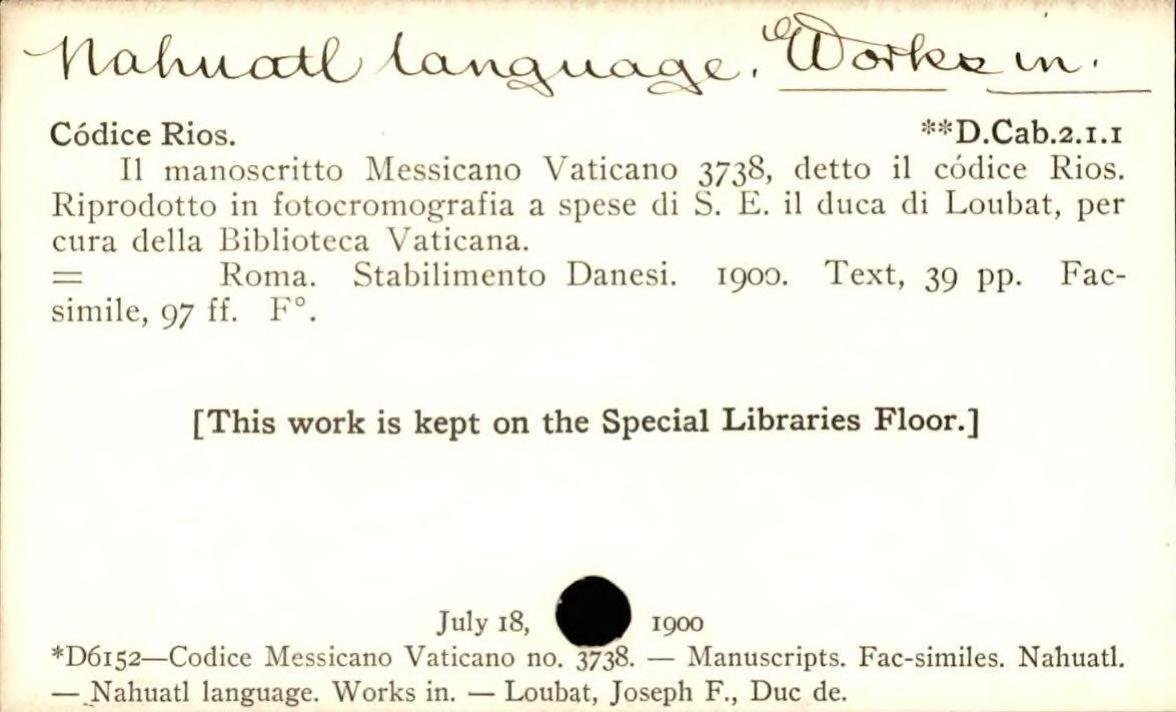 Nahuatl language. Works in.
Códice Rios. **D.Cab.2.1.1
Il manoscritto Messicano Vaticano 3738, detto il códice Rios.
Riprodotto in fotocromografia a spese di S. E. il duca di Loubat, per
cura della Biblioteca Vaticana.
= Roma. Stabilimento Danesi. 1900. Text, 39 pp. Fac-
simile, 97 ff. F°.
[This work is kept on the Special Libraries Floor.]
July 18, 1900
*D6152—Codice Messicano Vaticano no. 3738. — Manuscripts. Fac-similes. Nahuatl.
— Nahuatl language. Works in. — Loubat, Joseph F., Duc de.